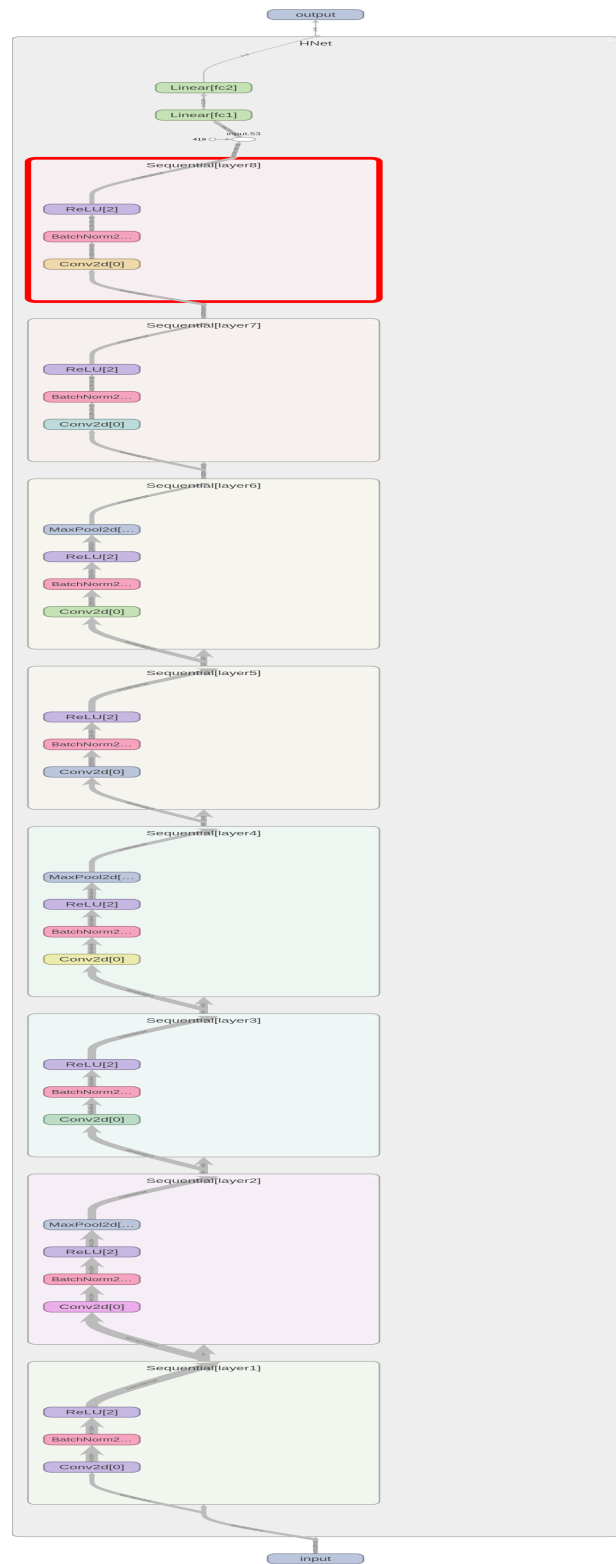 output
HNet
Linear[fc2]
Linear[fc1]
input.53
419
Sequential[layer8]
ReLU[2]
BatchNorm2...
Conv2d[0]
Sequential[layer7]
ReLU[2]
BatchNorm2...
Conv2d[0]
Sequential[layer6]
MaxPool2d[...
ReLU[2]
BatchNorm2...
Conv2d[0]
Sequential[layer5]
ReLU[2]
BatchNorm2...
Conv2d[0]
Sequential[layer4]
MaxPool2d[...
ReLU[2]
BatchNorm2...
Conv2d[0]
Sequential[layer3]
ReLU[2]
BatchNorm2...
Conv2d[0]
Sequential[layer2]
MaxPool2d[...
ReLU[2]
BatchNorm2...
Conv2d[0]
Sequential[layer1]
ReLU[2]
BatchNorm2...
Conv2d[0]
input